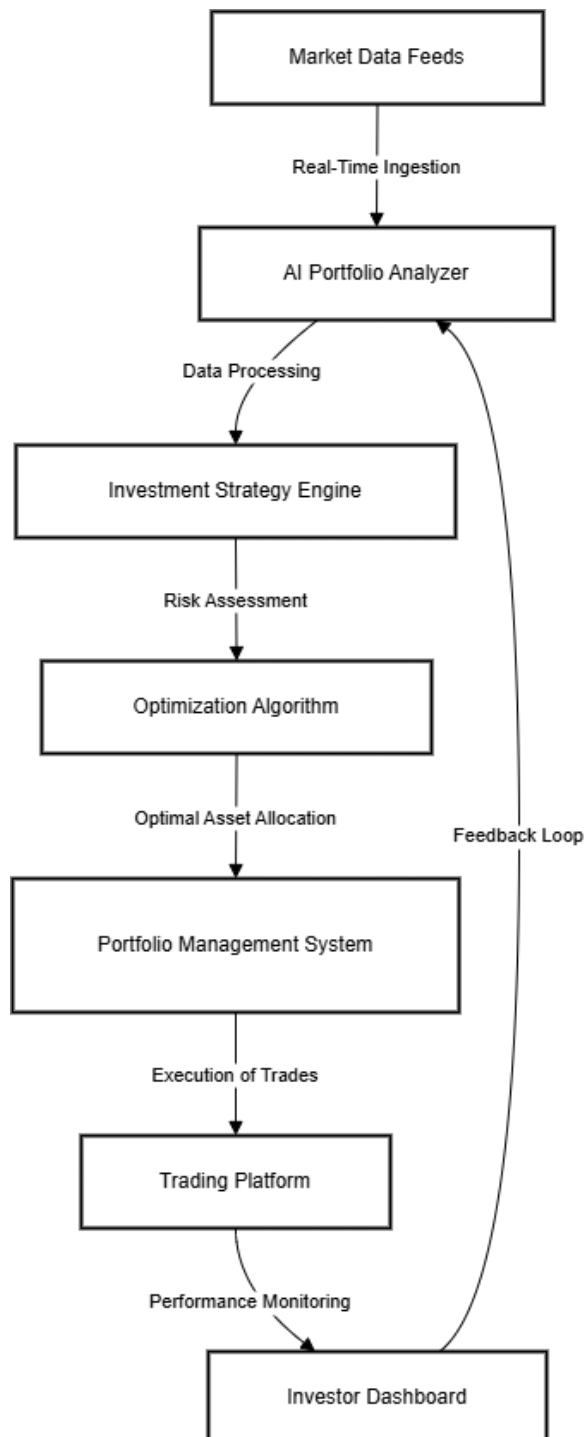 Market Data Feeds
Real-Time Ingestion
AI Portfolio Analyzer
Data Processing
Investment Strategy Engine
Risk Assessment
Optimization Algorithm
Optimal Asset Allocation
Feedback Loop
Portfolio Management System
Execution of Trades
Trading Platform
Performance Monitoring
Investor Dashboard